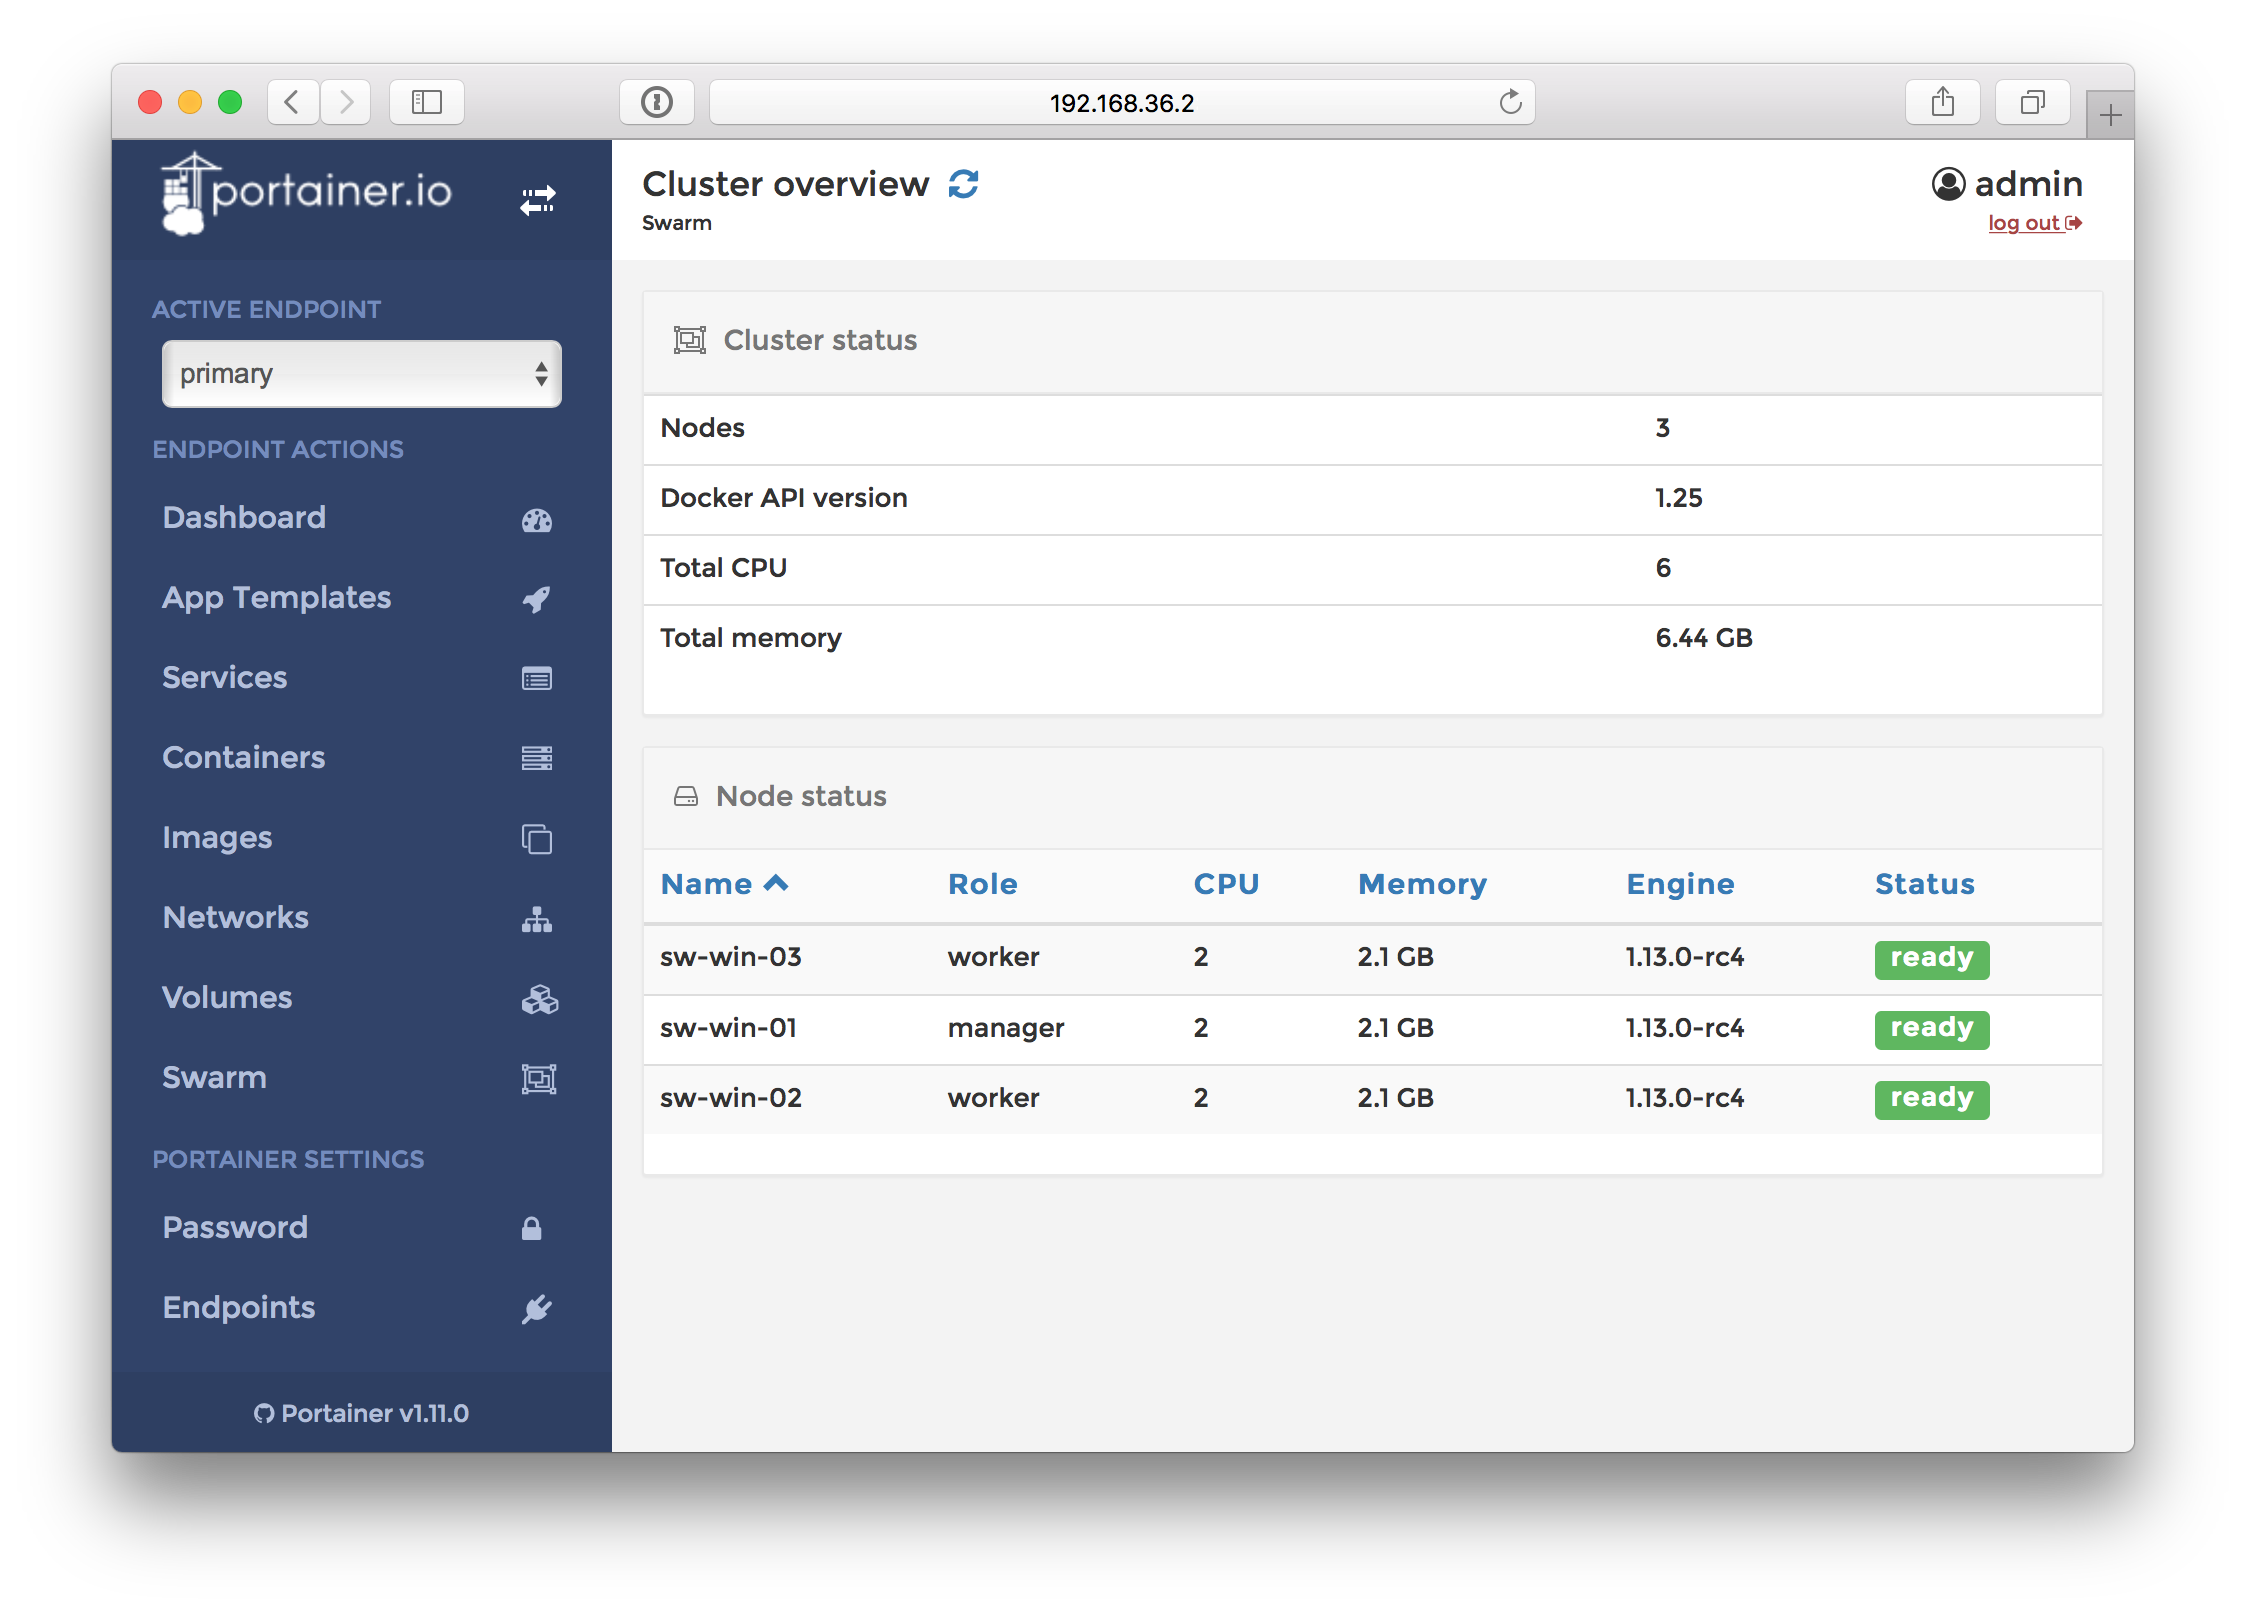 192.168.36.2
portainer.io
ACTIVE ENDPOINT
primary
ENDPOINT ACTIONS
Dashboard
App Templates
Services
Containers
Images
Networks
Volumes
Swarm
PORTAINER SETTINGS
Password
Endpoints
Portainer v1.11.0
Cluster overview
Swarm
admin
log out
Cluster status
Nodes 3
Docker API version 1.25
Total CPU 6
Total memory 6.44 GB
Node status
Name Role CPU Memory Engine Status
sw-win-03 worker 2 2.1 GB 1.13.0-rc4 ready
sw-win-01 manager 2 2.1 GB 1.13.0-rc4 ready
sw-win-02 worker 2 2.1 GB 1.13.0-rc4 ready